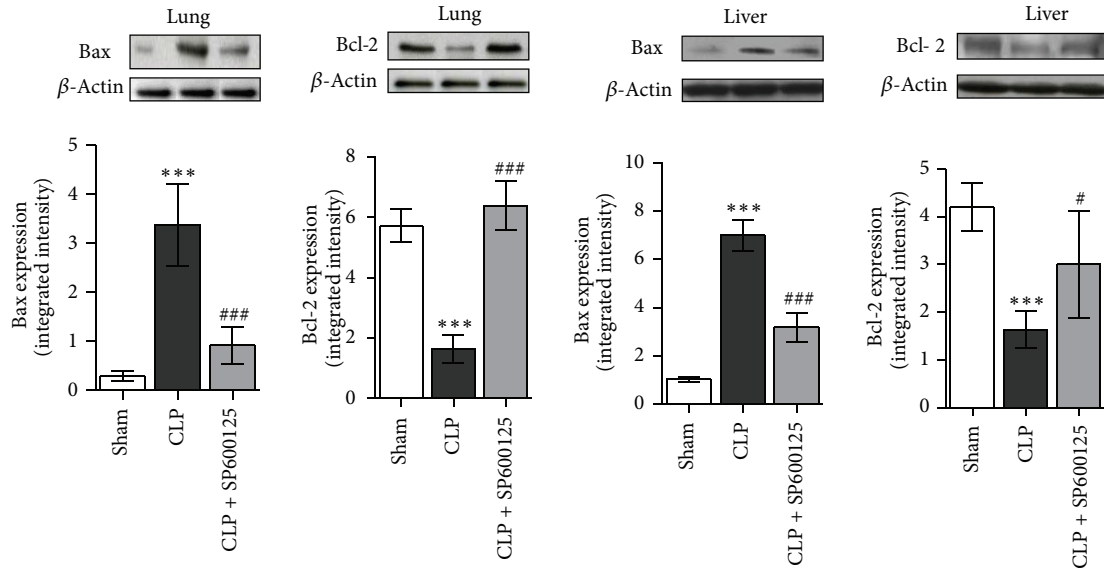 Lung
Bax
β-Actin
5
4
3
2
1
0
Bax expression
(integrated intensity)
***
###
Sham
CLP
CLP + SP600125
Lung
Bcl-2
β-Actin
8
6
4
2
0
Bcl-2 expression
(integrated intensity)
***
###
Sham
CLP
CLP + SP600125
Liver
Bax
β-Actin
10
8
6
4
2
0
Bax expression
(integrated intensity)
***
###
Sham
CLP
CLP + SP600125
Liver
Bcl- 2
β-Actin
5
4
3
2
1
0
Bcl-2 expression
(integrated intensity)
***
#
Sham
CLP
CLP + SP600125